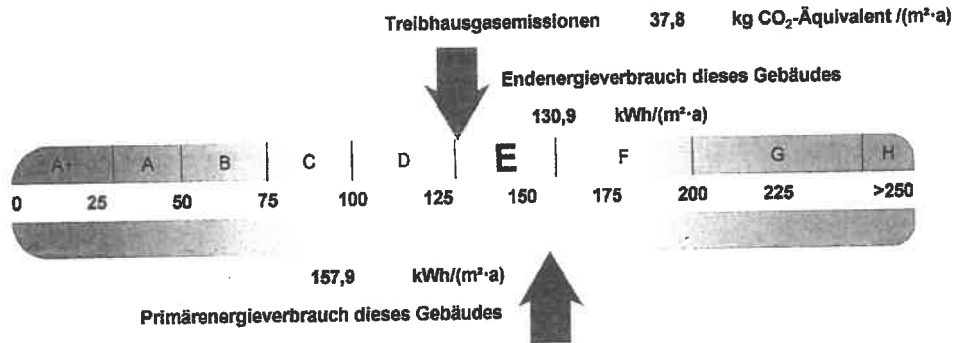 Treibhausgasemissionen 37,8 kg CO₂-Äquivalent /(m²·a)
Endenergieverbrauch dieses Gebäudes
130,9 kWh/(m²·a)
A+ A B C D E F G H
0 25 50 75 100 125 150 175 200 225 >250
157,9 kWh/(m²·a)
Primärenergieverbrauch dieses Gebäudes